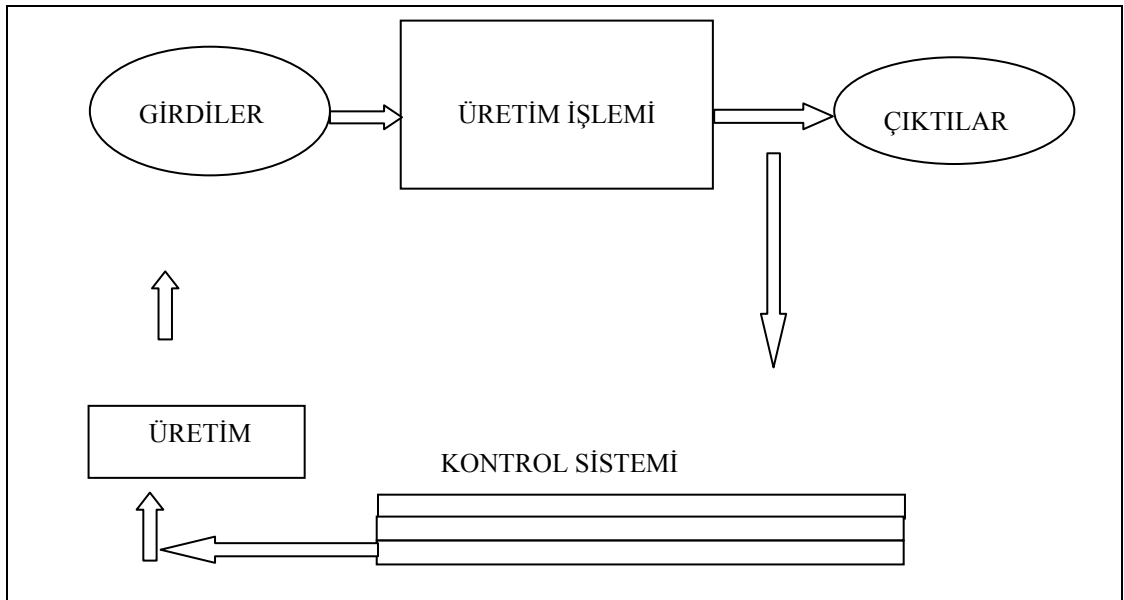 GİRDİLER
ÜRETİM İŞLEMİ
ÇIKTILAR
ÜRETİM
KONTROL SİSTEMİ